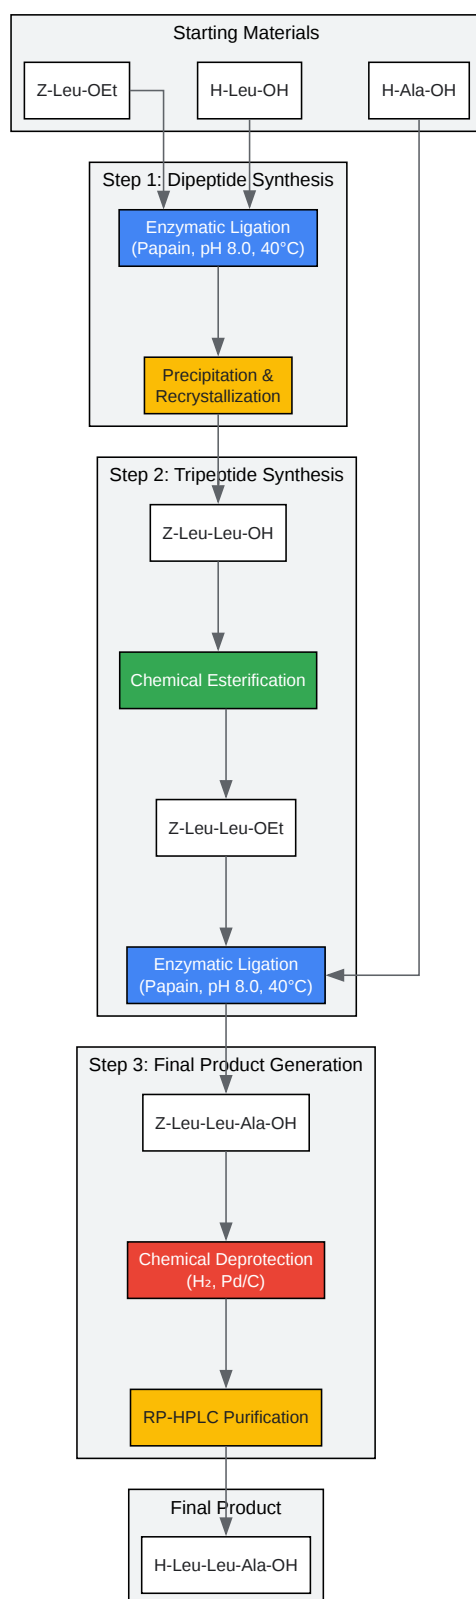 Starting Materials
Z-Leu-OEt
H-Leu-OH
H-Ala-OH
Step 1: Dipeptide Synthesis
Enzymatic Ligation
(Papain, pH 8.0, 40°C)
Precipitation &
Recrystallization
Step 2: Tripeptide Synthesis
Z-Leu-Leu-OH
Chemical Esterification
Z-Leu-Leu-OEt
Enzymatic Ligation
(Papain, pH 8.0, 40°C)
Step 3: Final Product Generation
Z-Leu-Leu-Ala-OH
Chemical Deprotection
(H₂, Pd/C)
RP-HPLC Purification
Final Product
H-Leu-Leu-Ala-OH